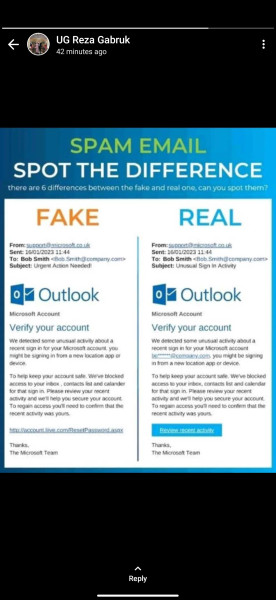 UG Reza Gabruk
42 minutes ago
SPAM EMAIL
SPOT THE DIFFERENCE
there are 6 differences between the fake and real one, can you spot them?
FAKE
From: support@microsoft.co.uk
Sent: 16/01/2023 11:44
To: Bob Smith <Bob.Smith@company.com>
Subject: Urgent Action Needed!
Outlook
Microsoft Account
Verify your account
We detected some unusual activity about a
recent sign in for your Microsoft account. you
might be signing in from a new location app or
device.
To help keep your account safe. We've blocked
access to your inbox , contacts list and calander
for that sign in. Please review your recent
activity and we'll help you secure your account.
To regain access you'll need to confirm that the
recent activity was yours.
http://account.live.com/ResetPassword.aspx
Thanks,
The Microsoft Team
REAL
From: support@microsoft.co.uk
Sent: 16/01/2023 11:44
To: Bob Smith <Bob.Smith@company.com>
Subject: Unusual Sign In Activity
Outlook
Microsoft Account
Verify your account
We detected some unusual activity about a
recent sign in for your Microsoft account
you might be signing in
from a new location app or device.
To help keep your account safe. We've blocked
access to your inbox, contacts list and calendar
for that sign in. Please review your recent
activity and we'll help you secure your account.
To regain access you'll need to confirm that the
recent activity was yours.
Review recent activity
Thanks,
The Microsoft Team
Reply